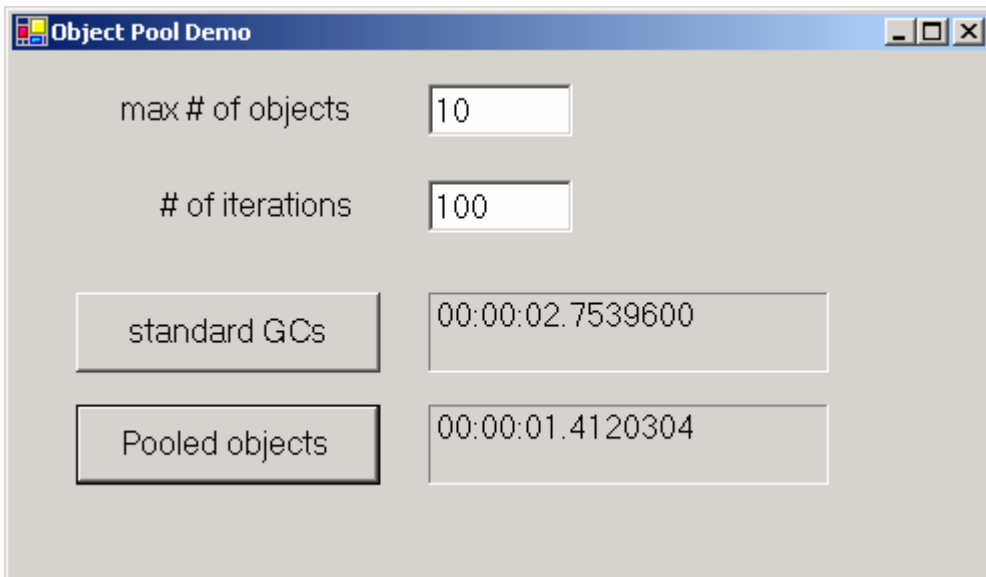 Object Pool Demo
max # of objects 10
# of iterations 100
standard GCs 00:00:02.7539600
Pooled objects 00:00:01.4120304